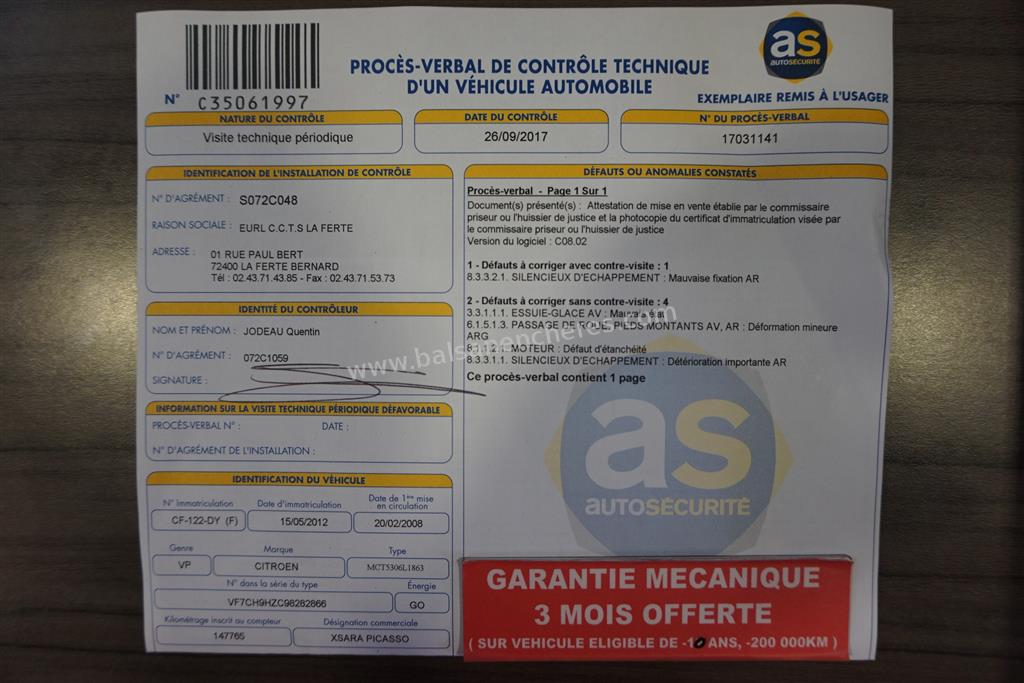 as
AUTOSÉCURITÉ
PROCÈS-VERBAL DE CONTRÔLE TECHNIQUE
D'UN VÉHICULE AUTOMOBILE
N° C35061997
EXEMPLAIRE REMIS À L'USAGER
NATURE DU CONTRÔLE
Visite technique périodique
DATE DU CONTRÔLE
26/09/2017
N° DU PROCÈS-VERBAL
17031141
IDENTIFICATION DE L'INSTALLATION DE CONTRÔLE
N° D'AGRÉMENT : S072C048
RAISON SOCIALE : EURL C.C.T.S LA FERTE
ADRESSE : 01 RUE PAUL BERT
72400 LA FERTE BERNARD
Tél : 02.43.71.43.85 - Fax : 02.43.71.53.73
IDENTITÉ DU CONTRÔLEUR
NOM ET PRÉNOM : JODEAU Quentin
N° D'AGRÉMENT : 072C1059
SIGNATURE :
INFORMATION SUR LA VISITE TECHNIQUE PÉRIODIQUE DÉFAVORABLE
PROCÈS-VERBAL N° : DATE :
N° D'AGRÉMENT DE L'INSTALLATION :
IDENTIFICATION DU VÉHICULE
N° Immatriculation
CF-122-DY (F)
Date d'immatriculation
15/05/2012
Date de 1ère mise
en circulation
20/02/2008
Genre
VP
Marque
CITROEN
Type
MCT5306L1863
N° dans la série du type
VF7CH9HZC98282866
Énergie
GO
Kilométrage inscrit au compteur
147765
Désignation commerciale
XSARA PICASSO
DÉFAUTS OU ANOMALIES CONSTATÉS
Procès-verbal - Page 1 Sur 1
Document(s) présenté(s) : Attestation de mise en vente établie par le commissaire
priseur ou l'huissier de justice et la photocopie du certificat d'immatriculation visée par
le commissaire priseur ou l'huissier de justice
Version du logiciel : C08.02
1 - Défauts à corriger avec contre-visite : 1
8.3.3.2.1. SILENCIEUX D'ECHAPPEMENT : Mauvaise fixation AR
2 - Défauts à corriger sans contre-visite : 4
3.3.1.1.1. ESSUIE-GLACE AV : Mauvais état
6.1.5.1.3. PASSAGE DE ROUE, PIEDS MONTANTS AV, AR : Déformation mineure
ARG
8.1.1.2.1. MOTEUR : Défaut d'étanchéité
8.3.3.1.1. SILENCIEUX D'ECHAPPEMENT : Détérioration importante AR
Ce procès-verbal contient 1 page
as
AUTOSÉCURITÉ
GARANTIE MECANIQUE
3 MOIS OFFERTE
( SUR VEHICULE ELIGIBLE DE -10 ANS, -200 000KM )